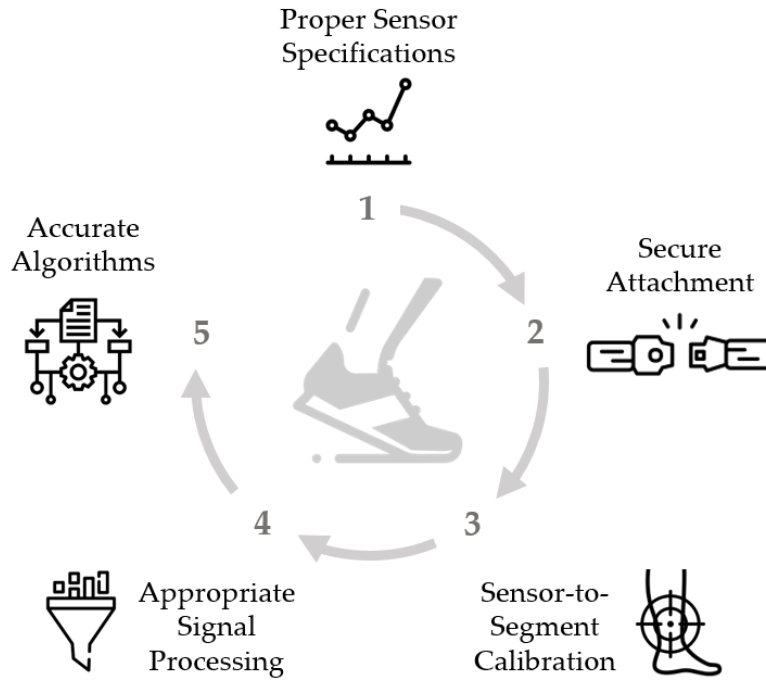 Proper Sensor
Specifications
1
Secure
Attachment
2
Sensor-to-
Segment
Calibration
3
Appropriate
Signal
Processing
4
Accurate
Algorithms
5